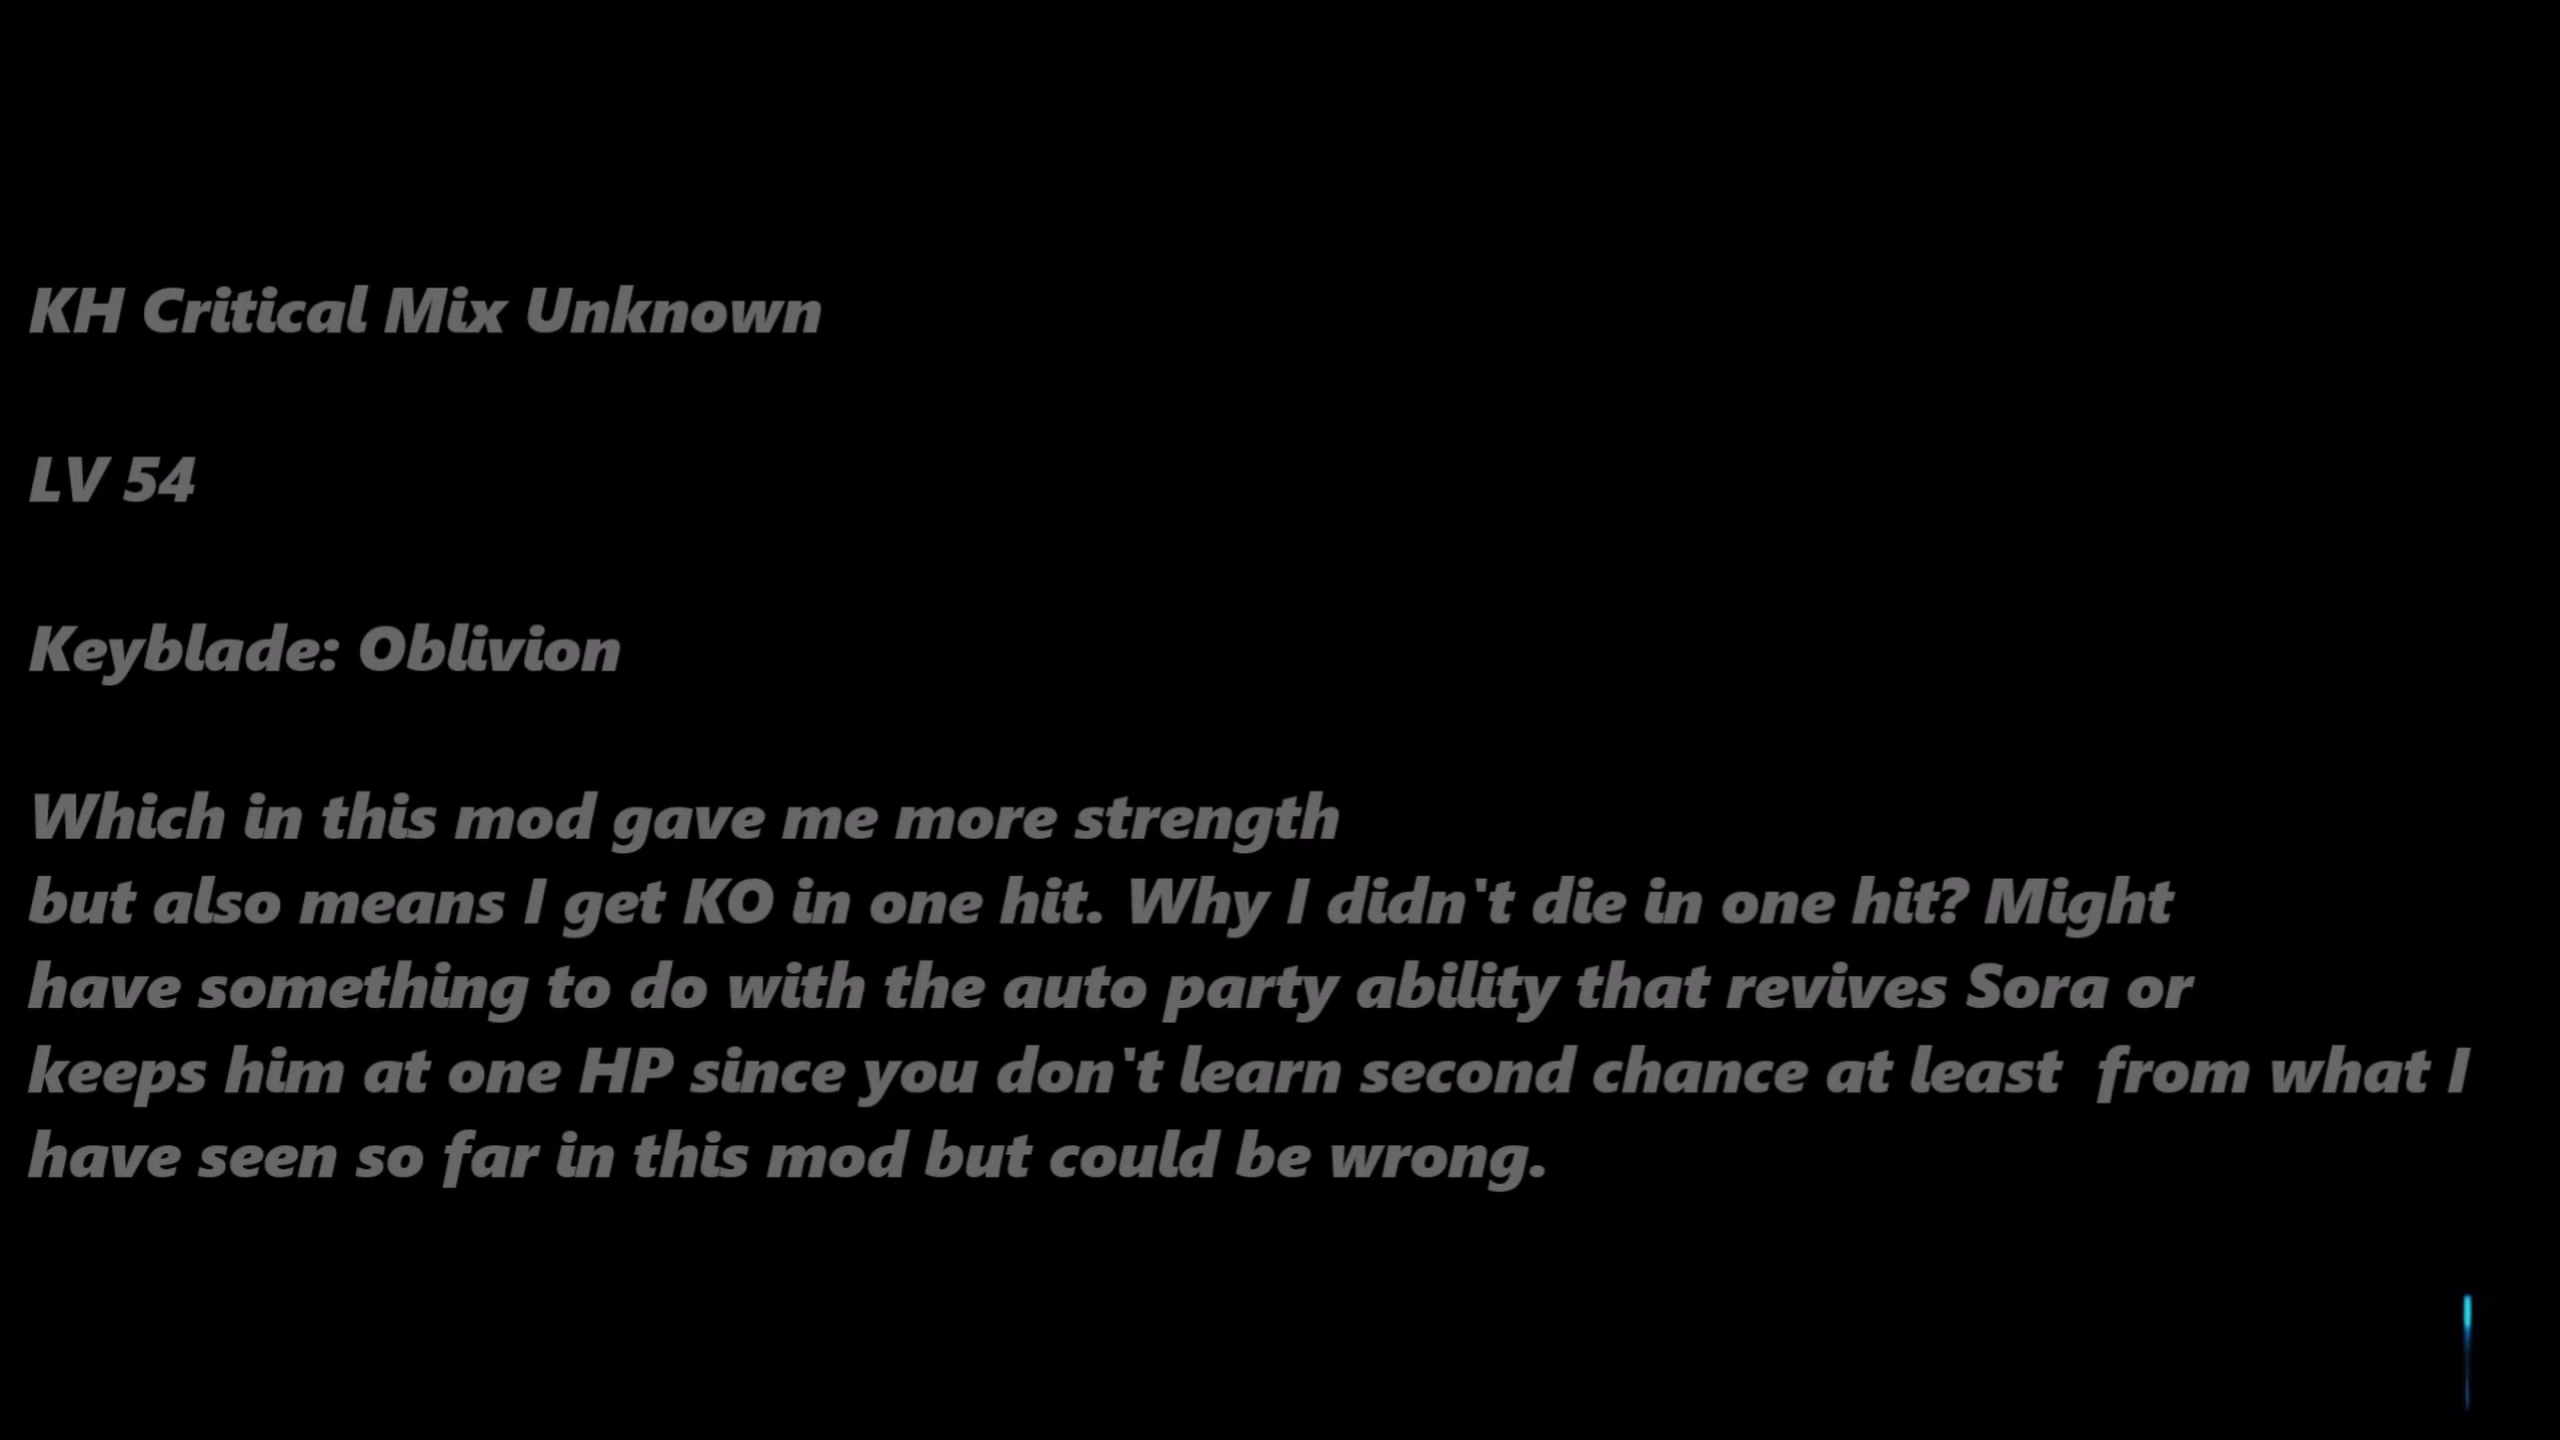 KH Critical Mix Unknown
LV 54
Keyblade: Oblivion
Which in this mod gave me more strength
but also means I get KO in one hit. Why I didn't die in one hit? Might
have something to do with the auto party ability that revives Sora or
keeps him at one HP since you don't learn second chance at least  from what I
have seen so far in this mod but could be wrong.